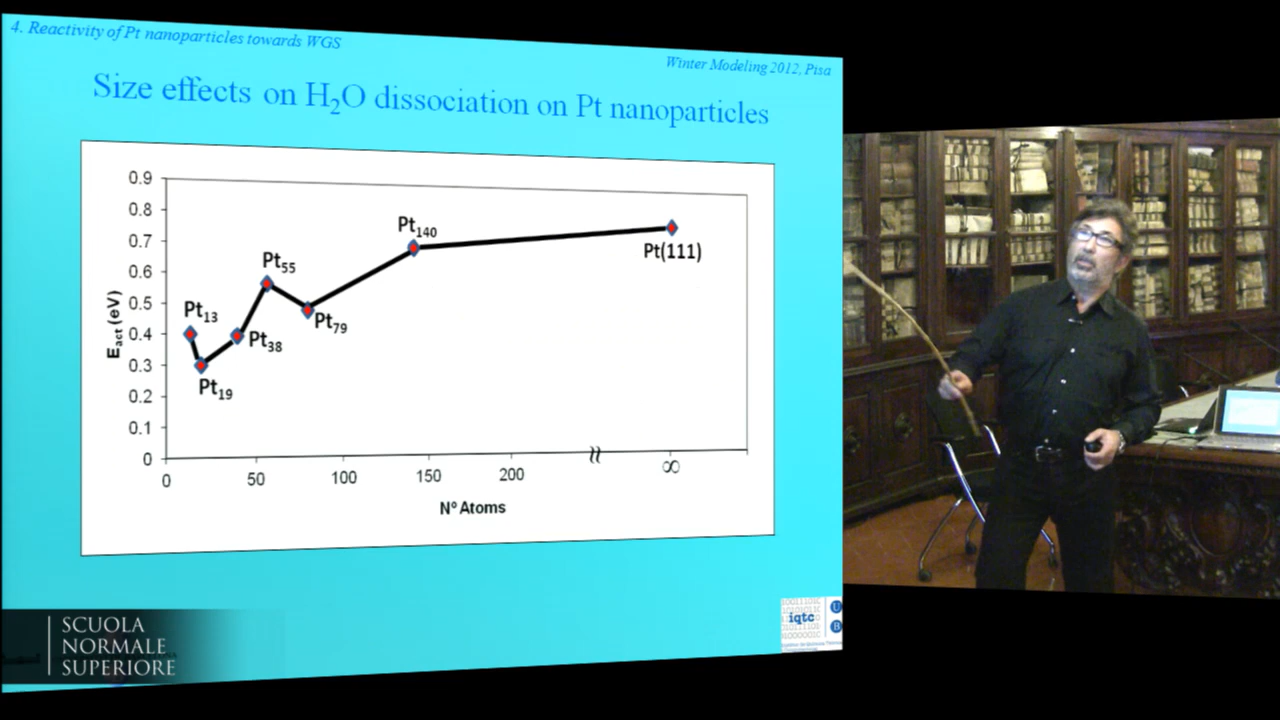 4. Reactivity of Pt nanoparticles towards WGS
Winter Modeling 2012, Pisa
Size effects on H₂O dissociation on Pt nanoparticles
0.9
0.8
0.7
0.6
0.5
0.4
0.3
0.2
0.1
0
E_act (eV)
Pt₁₃
Pt₁₉
Pt₃₈
Pt₅₅
Pt₇₉
Pt₁₄₀
Pt(111)
0
50
100
150
200
∞
Nº Atoms
iqtc
U
B
SCUOLA
NORMALE
SUPERIORE